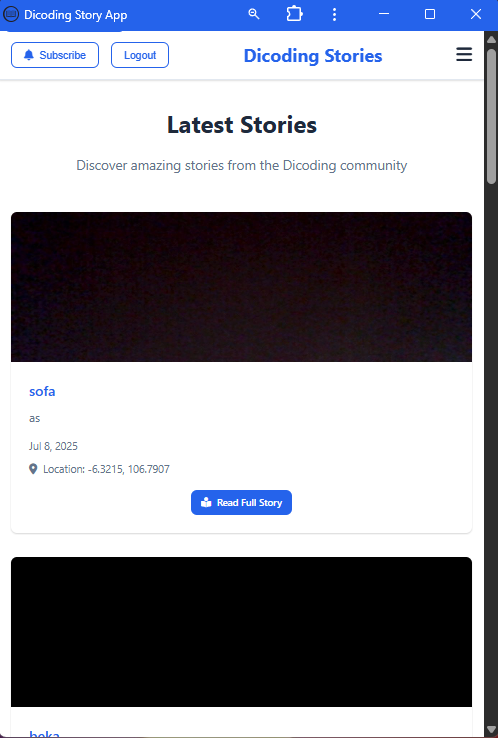 Dicoding Story App
Subscribe
Logout
Dicoding Stories
Latest Stories
Discover amazing stories from the Dicoding community
sofa
as
Jul 8, 2025
Location: -6.3215, 106.7907
Read Full Story
beka